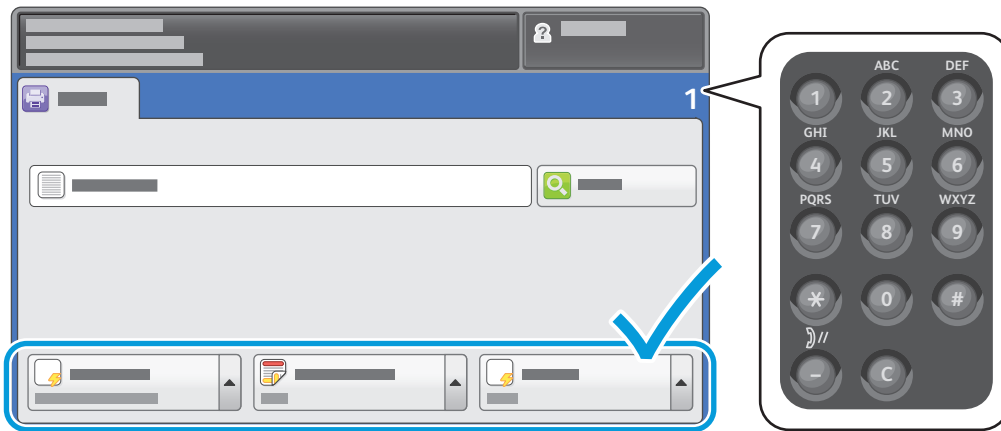 ?
1
ABC DEF
1 2 3
GHI JKL MNO
4 5 6
PQRS TUV WXYZ
7 8 9
* 0 #
– C